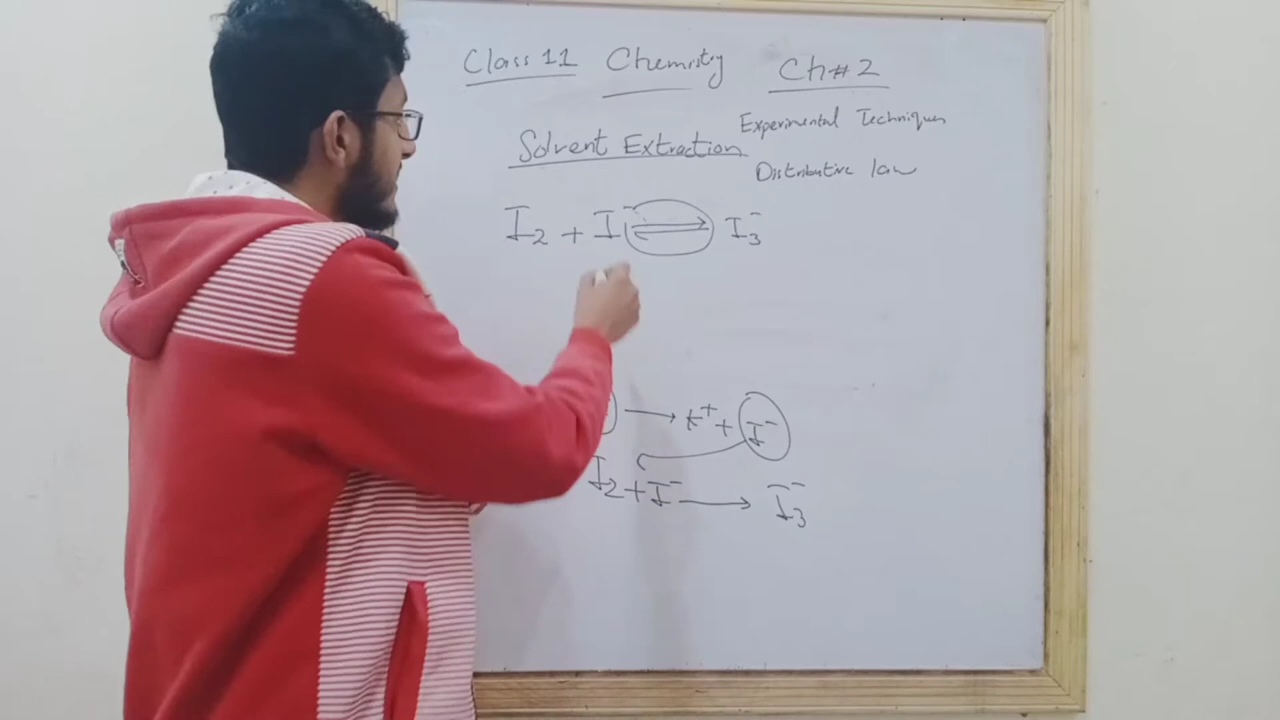 Class 11 Chemistry Ch#2
Experimental Techniques
Solvent Extraction
Distributive law
I₂ + I⁻ ⇌ I₃⁻
→ K⁺ + I⁻
I₂ + I⁻ → I₃⁻